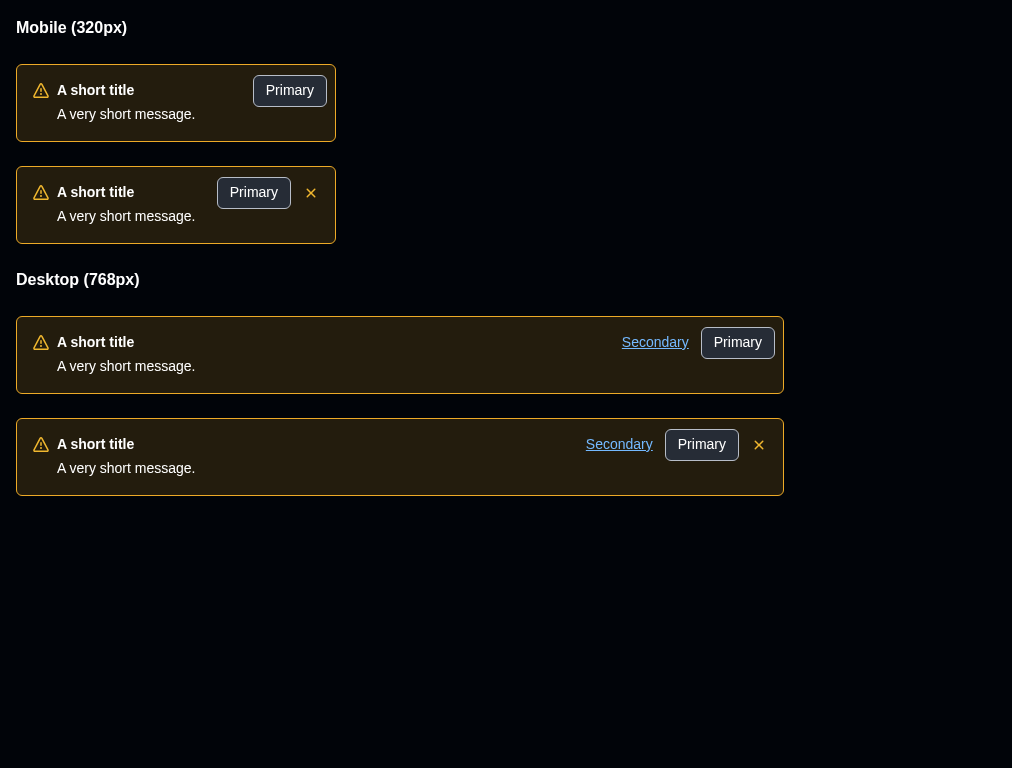 Mobile (320px)
A short title Primary
A very short message.
A short title Primary
A very short message.
Desktop (768px)
A short title Secondary Primary
A very short message.
A short title Secondary Primary
A very short message.